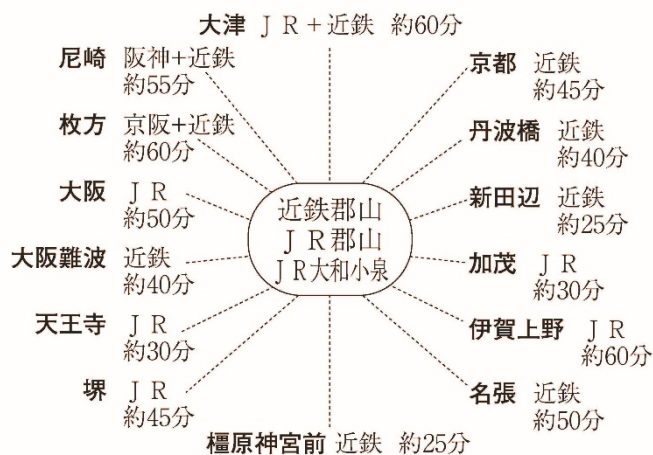 大津 ＪＲ＋近鉄 約60分
尼崎 阪神+近鉄
約55分
枚方 京阪+近鉄
約60分
大阪 ＪＲ
約50分
大阪難波 近鉄
約40分
天王寺 ＪＲ
約30分
堺 ＪＲ
約45分
近鉄郡山
ＪＲ郡山
ＪＲ大和小泉
京都 近鉄
約45分
丹波橋 近鉄
約40分
新田辺 近鉄
約25分
加茂 ＪＲ
約30分
伊賀上野 ＪＲ
約60分
名張 近鉄
約50分
橿原神宮前 近鉄 約25分